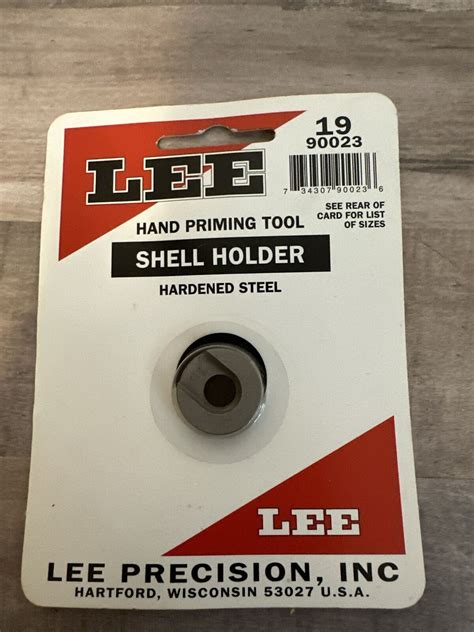 LEE
19
90023
7 34307 90023 6
SEE REAR OF
CARD FOR LIST
OF SIZES
HAND PRIMING TOOL
SHELL HOLDER
HARDENED STEEL
LEE
LEE PRECISION, INC
HARTFORD, WISCONSIN 53027 U.S.A.